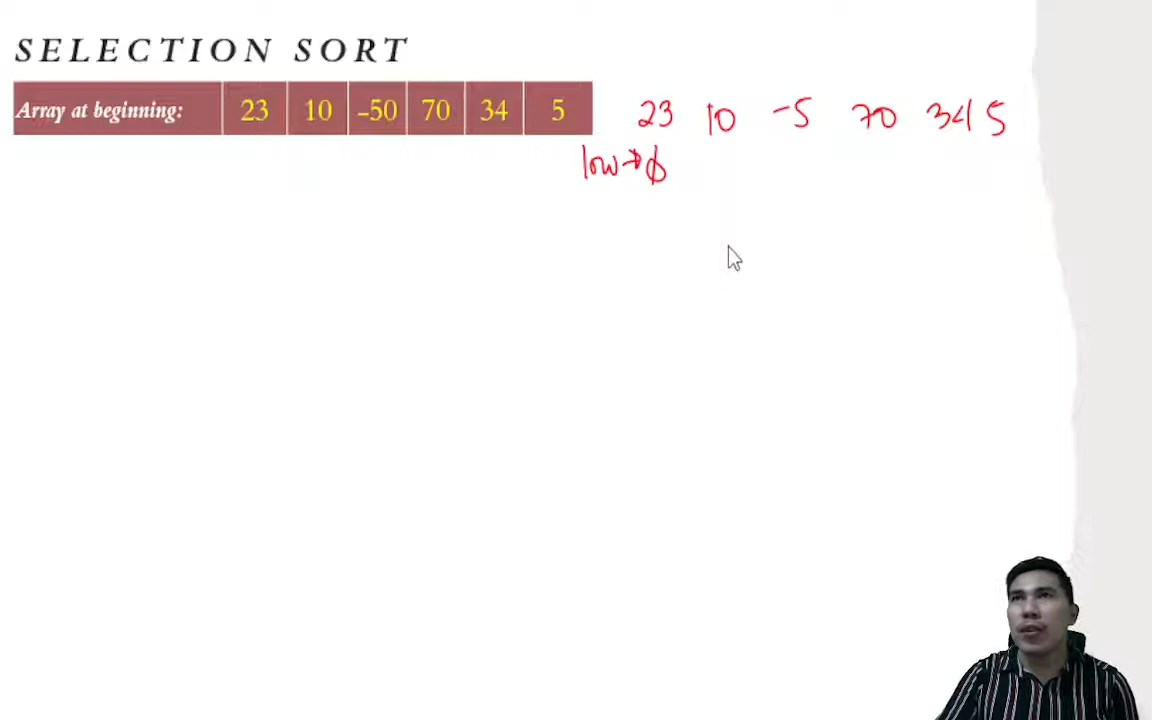 SELECTION SORT
Array at beginning: 23 10 -50 70 34 5
23 10 -5 70 34 5
low→0